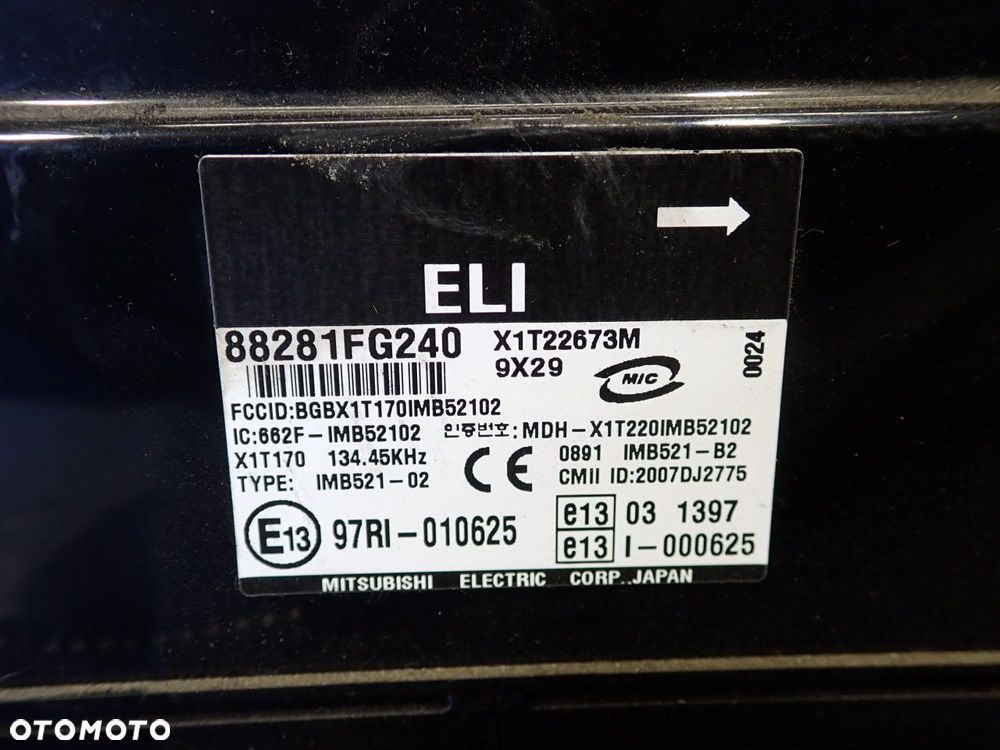 ELI
88281FG240 X1T22673M
9X29 MIC 0024
FCCID:BGBX1T170IMB52102
IC:662F-IMB52102 인증번호:MDH-X1T220IMB52102
X1T170 134.45KHz CE 0891 IMB521-B2
TYPE: IMB521-02 CMII ID:2007DJ2775
E13 97RI-010625 e13 03 1397
e13 I-000625
MITSUBISHI ELECTRIC CORP. JAPAN
OTOMOTO